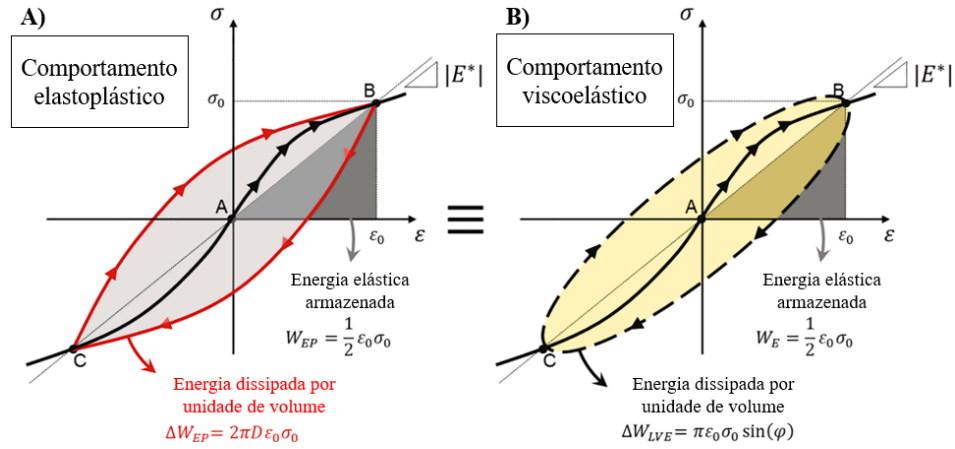 A)
Comportamento
elastoplástico
σ
σ₀
B
|E*|
A
ε₀
ε
Energia elástica
armazenada
W_EP = 1/2 ε₀σ₀
C
Energia dissipada por
unidade de volume
ΔW_EP = 2πDε₀σ₀
≡
B)
Comportamento
viscoelástico
σ
σ₀
B
|E*|
A
ε₀
ε
Energia elástica
armazenada
W_E = 1/2 ε₀σ₀
C
Energia dissipada por
unidade de volume
ΔW_LVE = πε₀σ₀ sin(φ)